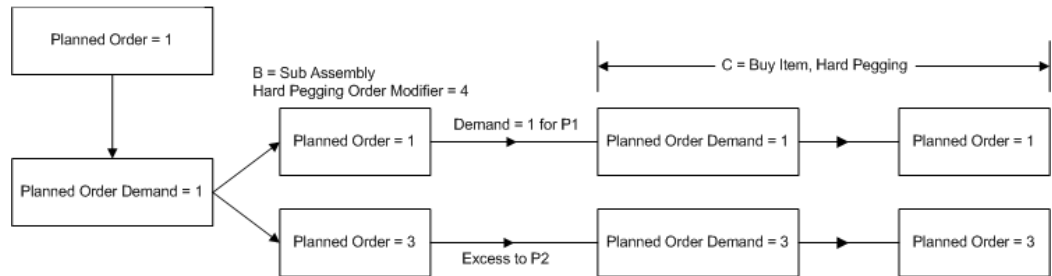 Planned Order = 1
B = Sub Assembly
Hard Pegging Order Modifier = 4
C = Buy Item, Hard Pegging
Planned Order Demand = 1
Planned Order = 1
Demand = 1 for P1
Planned Order Demand = 1
Planned Order = 1
Planned Order = 3
Excess to P2
Planned Order Demand = 3
Planned Order = 3